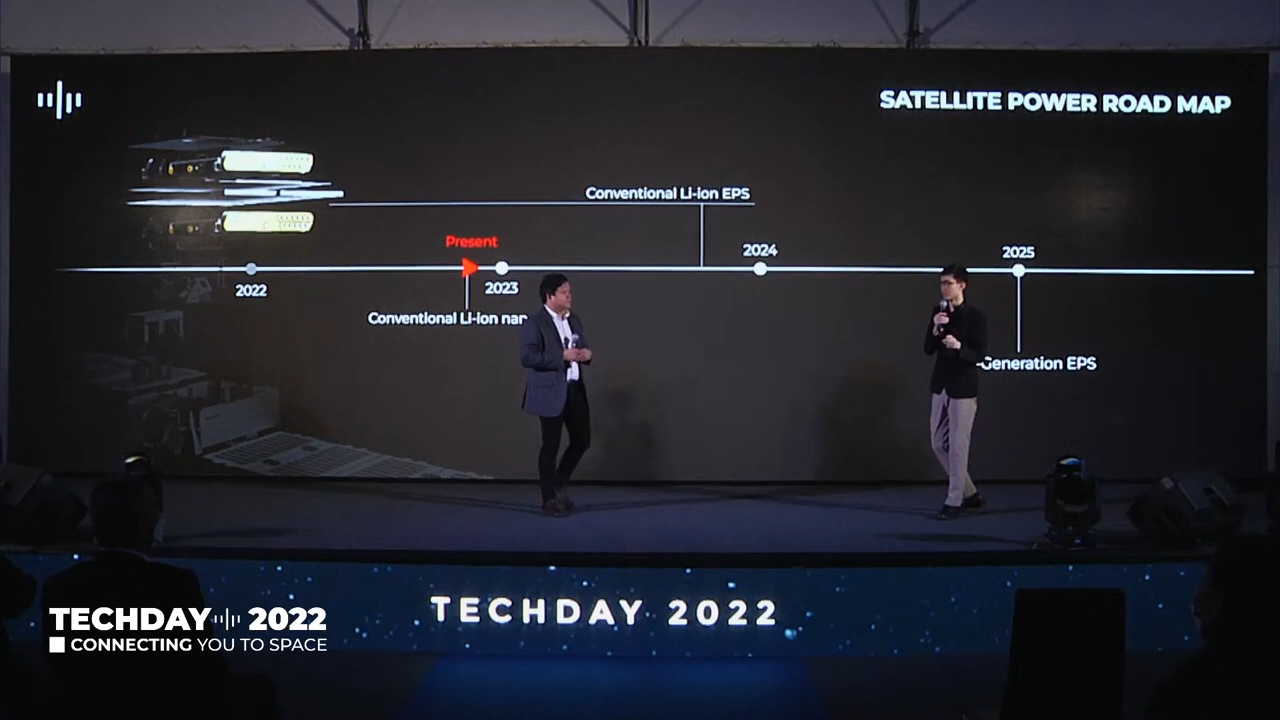 SATELLITE POWER ROAD MAP
Conventional Li-ion EPS
Present
2024
2025
2022
2023
Conventional Li-ion
-Generation EPS
TECHDAY 2022
TECHDAY 2022
CONNECTING YOU TO SPACE